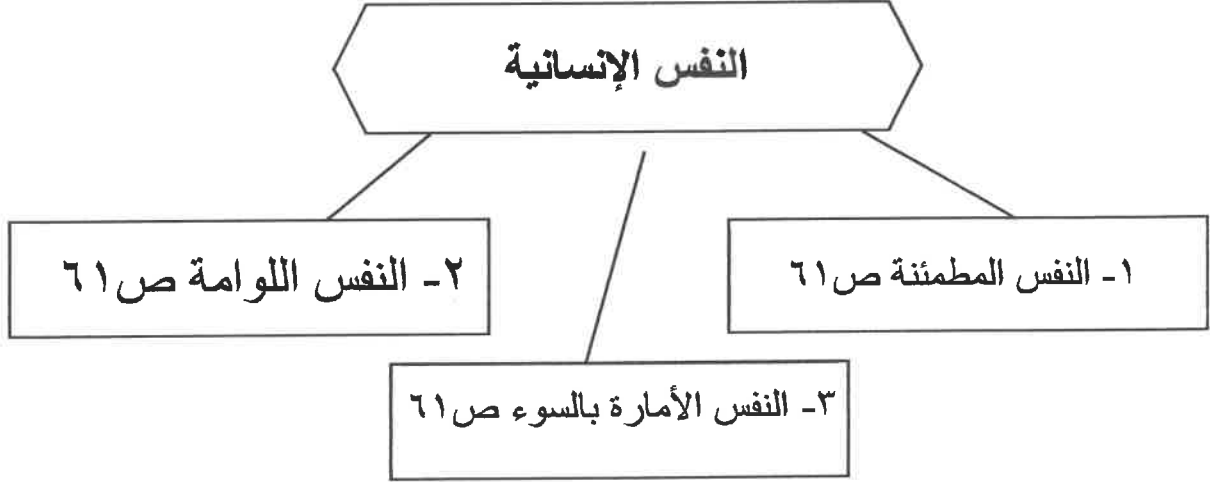 النفس الإنسانية
١- النفس المطمئنة ص٦١
٢- النفس اللوامة ص٦١
٣- النفس الأمارة بالسوء ص٦١